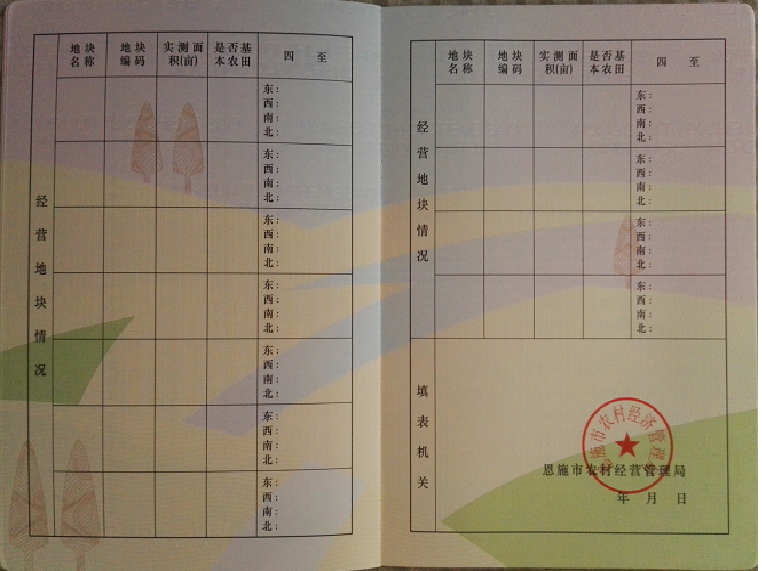 地块名称 地块编码 实测面积(亩) 是否基本农田 四至
经营地块情况
东：
西：
南：
北：
东：
西：
南：
北：
东：
西：
南：
北：
东：
西：
南：
北：
东：
西：
南：
北：
东：
西：
南：
北：
东：
西：
南：
北：
地块名称 地块编码 实测面积(亩) 是否基本农田 四至
经营地块情况
东：
西：
南：
北：
东：
西：
南：
北：
东：
西：
南：
北：
东：
西：
南：
北：
填表机关
施市农村经济管理
恩施市农村经营管理局
年 月 日